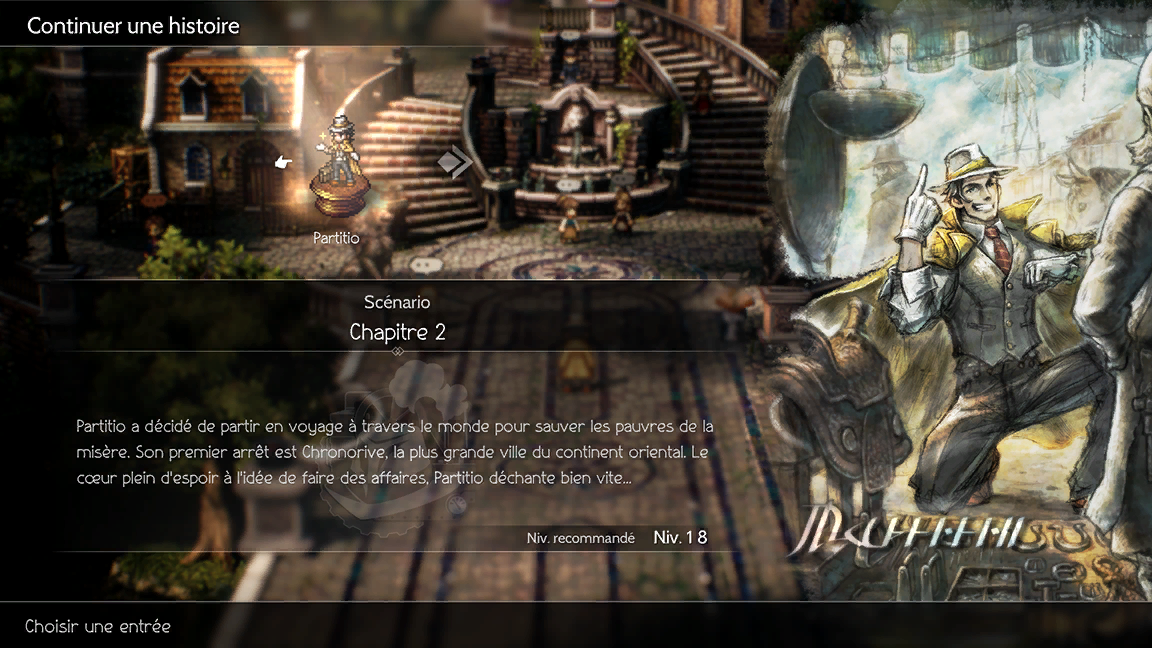 Continuer une histoire
Partitio
Scénario
Chapitre 2
Partitio a décidé de partir en voyage à travers le monde pour sauver les pauvres de la
misère. Son premier arrêt est Chronorive, la plus grande ville du continent oriental. Le
cœur plein d'espoir à l'idée de faire des affaires, Partitio déchante bien vite...
Niv. recommandé Niv. 18
Choisir une entrée